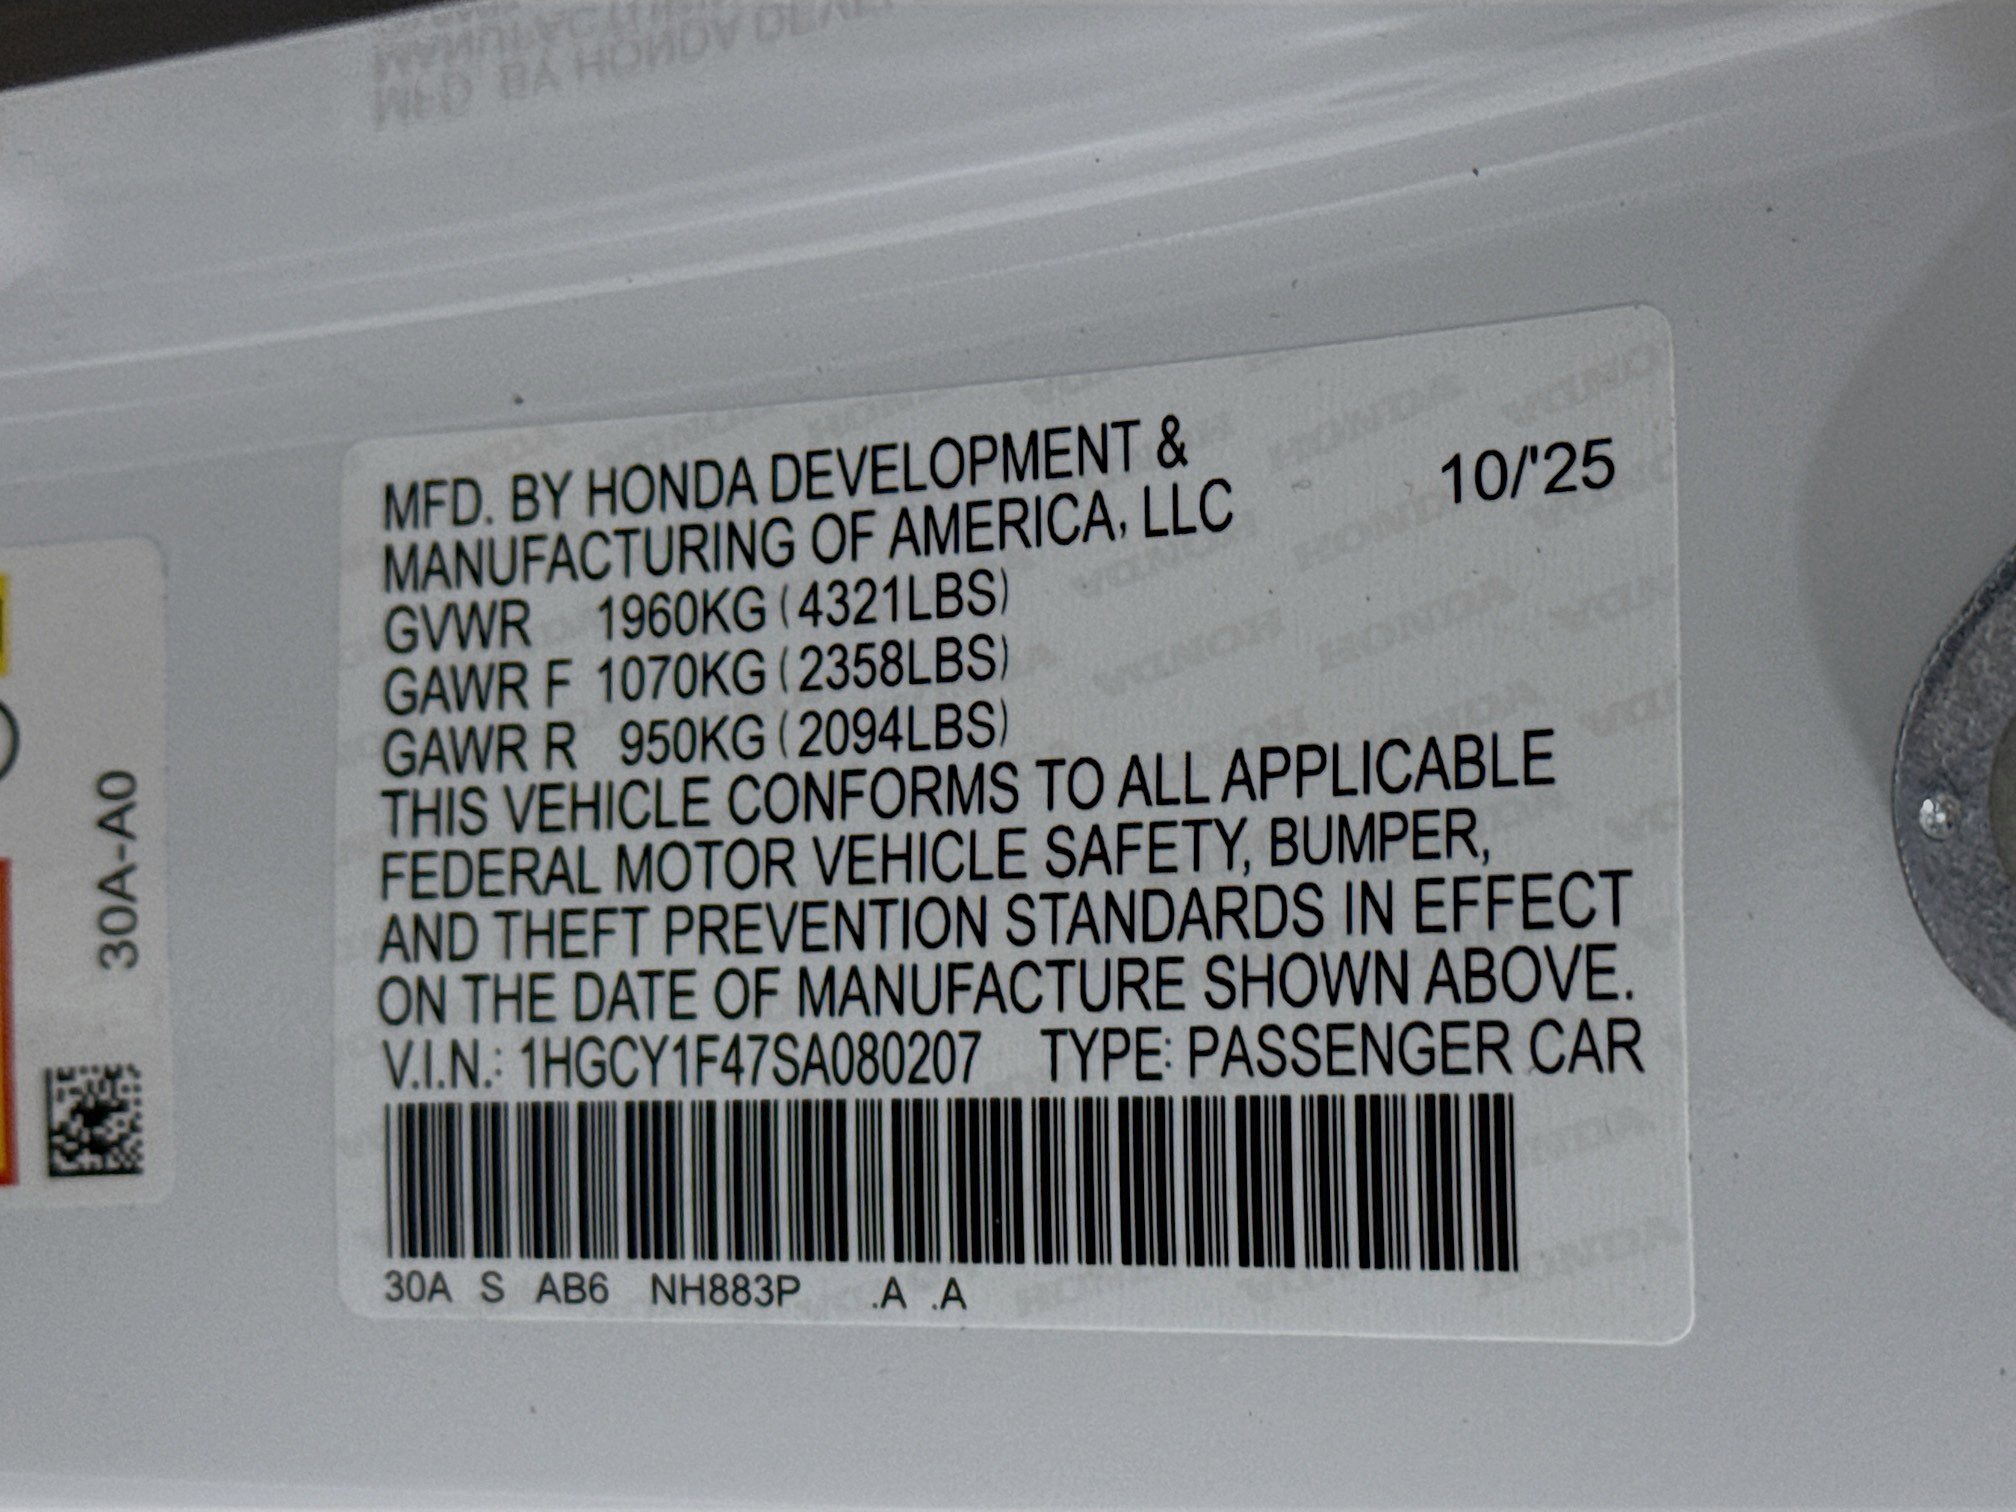 MFD. BY HONDA DEVELOPMENT &
MANUFACTURING OF AMERICA, LLC
10/'25
GVWR 1960KG (4321LBS)
GAWR F 1070KG (2358LBS)
GAWR R 950KG (2094LBS)
THIS VEHICLE CONFORMS TO ALL APPLICABLE
FEDERAL MOTOR VEHICLE SAFETY, BUMPER,
AND THEFT PREVENTION STANDARDS IN EFFECT
ON THE DATE OF MANUFACTURE SHOWN ABOVE.
V.I.N.: 1HGCY1F47SA080207 TYPE: PASSENGER CAR
30A S AB6 NH883P .A .A
30A-A0